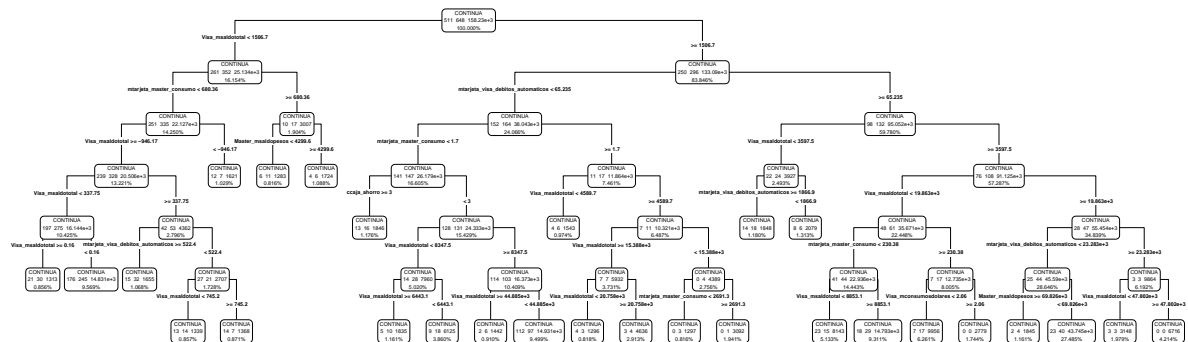 CONTINUA
511 646 158.23e+3
100.000%
Visa_msaldototal < 1506.7
>= 1506.7
CONTINUA
261 352 25.134e+3
16.154%
CONTINUA
250 296 133.09e+3
83.846%
mtarjeta_master_consumo < 680.36
>= 680.36
mtarjeta_visa_debitos_automaticos < 65.235
>= 65.235
CONTINUA
251 335 22.127e+3
14.250%
CONTINUA
10 17 3007
1.904%
CONTINUA
152 164 38.043e+3
24.066%
CONTINUA
98 132 95.052e+3
59.780%
Visa_msaldototal >= −946.17
< −946.17
Master_msaldopesos < 4299.6
>= 4299.6
mtarjeta_master_consumo < 1.7
>= 1.7
Visa_msaldototal < 3597.5
>= 3597.5
CONTINUA
239 328 20.506e+3
13.221%
CONTINUA
12 7 1621
1.029%
CONTINUA
6 11 1283
0.816%
CONTINUA
4 6 1724
1.088%
CONTINUA
141 147 26.179e+3
16.605%
CONTINUA
11 17 11.864e+3
7.461%
CONTINUA
22 24 3927
2.493%
CONTINUA
76 108 91.125e+3
57.287%
Visa_msaldototal < 337.75
>= 337.75
ccaja_ahorro >= 3
< 3
Visa_msaldototal < 4589.7
>= 4589.7
mtarjeta_visa_debitos_automaticos >= 1866.9
< 1866.9
Visa_msaldototal < 19.863e+3
>= 19.863e+3
CONTINUA
197 275 16.144e+3
10.425%
CONTINUA
42 53 4362
2.796%
CONTINUA
13 16 1846
1.176%
CONTINUA
128 131 24.333e+3
15.429%
CONTINUA
4 6 1543
0.974%
CONTINUA
7 11 10.321e+3
6.487%
CONTINUA
14 18 1848
1.180%
CONTINUA
8 6 2079
1.313%
CONTINUA
48 61 35.671e+3
22.448%
CONTINUA
28 47 55.454e+3
34.839%
Visa_msaldototal >= 0.16
< 0.16
mtarjeta_visa_debitos_automaticos >= 522.4
< 522.4
Visa_msaldototal < 8347.5
>= 8347.5
Visa_msaldototal >= 15.388e+3
< 15.388e+3
mtarjeta_master_consumo < 230.38
>= 230.38
mtarjeta_visa_debitos_automaticos < 23.283e+3
>= 23.283e+3
CONTINUA
21 30 1313
0.856%
CONTINUA
176 245 14.831e+3
9.569%
CONTINUA
15 32 1655
1.068%
CONTINUA
27 21 2707
1.728%
CONTINUA
14 28 7960
5.020%
CONTINUA
114 103 16.373e+3
10.409%
CONTINUA
7 7 5932
3.731%
CONTINUA
0 4 4389
2.756%
CONTINUA
41 44 22.936e+3
14.443%
CONTINUA
7 17 12.735e+3
8.005%
CONTINUA
25 44 45.59e+3
28.646%
CONTINUA
3 3 9864
6.192%
Visa_msaldototal < 745.2
>= 745.2
Visa_msaldototal >= 6443.1
< 6443.1
Visa_msaldototal >= 44.885e+3
< 44.885e+3
Visa_msaldototal < 20.758e+3
>= 20.758e+3
mtarjeta_master_consumo < 2691.3
>= 2691.3
Visa_msaldototal < 8853.1
>= 8853.1
Visa_mconsumosdolares < 2.06
>= 2.06
Master_msaldopesos >= 69.826e+3
< 69.826e+3
Visa_msaldototal < 47.802e+3
>= 47.802e+3
CONTINUA
13 14 1339
0.857%
CONTINUA
14 7 1368
0.871%
CONTINUA
5 10 1835
1.161%
CONTINUA
9 18 6125
3.860%
CONTINUA
2 6 1442
0.910%
CONTINUA
112 97 14.931e+3
9.499%
CONTINUA
4 3 1296
0.818%
CONTINUA
3 4 4636
2.913%
CONTINUA
0 3 1297
0.816%
CONTINUA
0 1 3092
1.941%
CONTINUA
23 15 8143
5.133%
CONTINUA
18 29 14.793e+3
9.311%
CONTINUA
7 17 9956
6.261%
CONTINUA
0 0 2779
1.744%
CONTINUA
2 4 1845
1.161%
CONTINUA
23 40 43.745e+3
27.485%
CONTINUA
3 3 3148
1.979%
CONTINUA
0 0 6716
4.214%